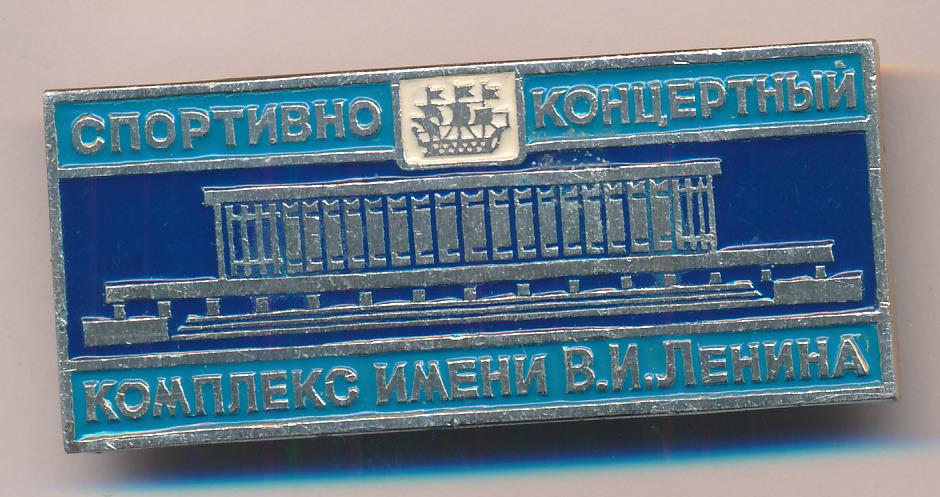 СПОРТИВНО КОНЦЕРТНЫЙ
КОМПЛЕКС ИМЕНИ В.И.ЛЕНИНА